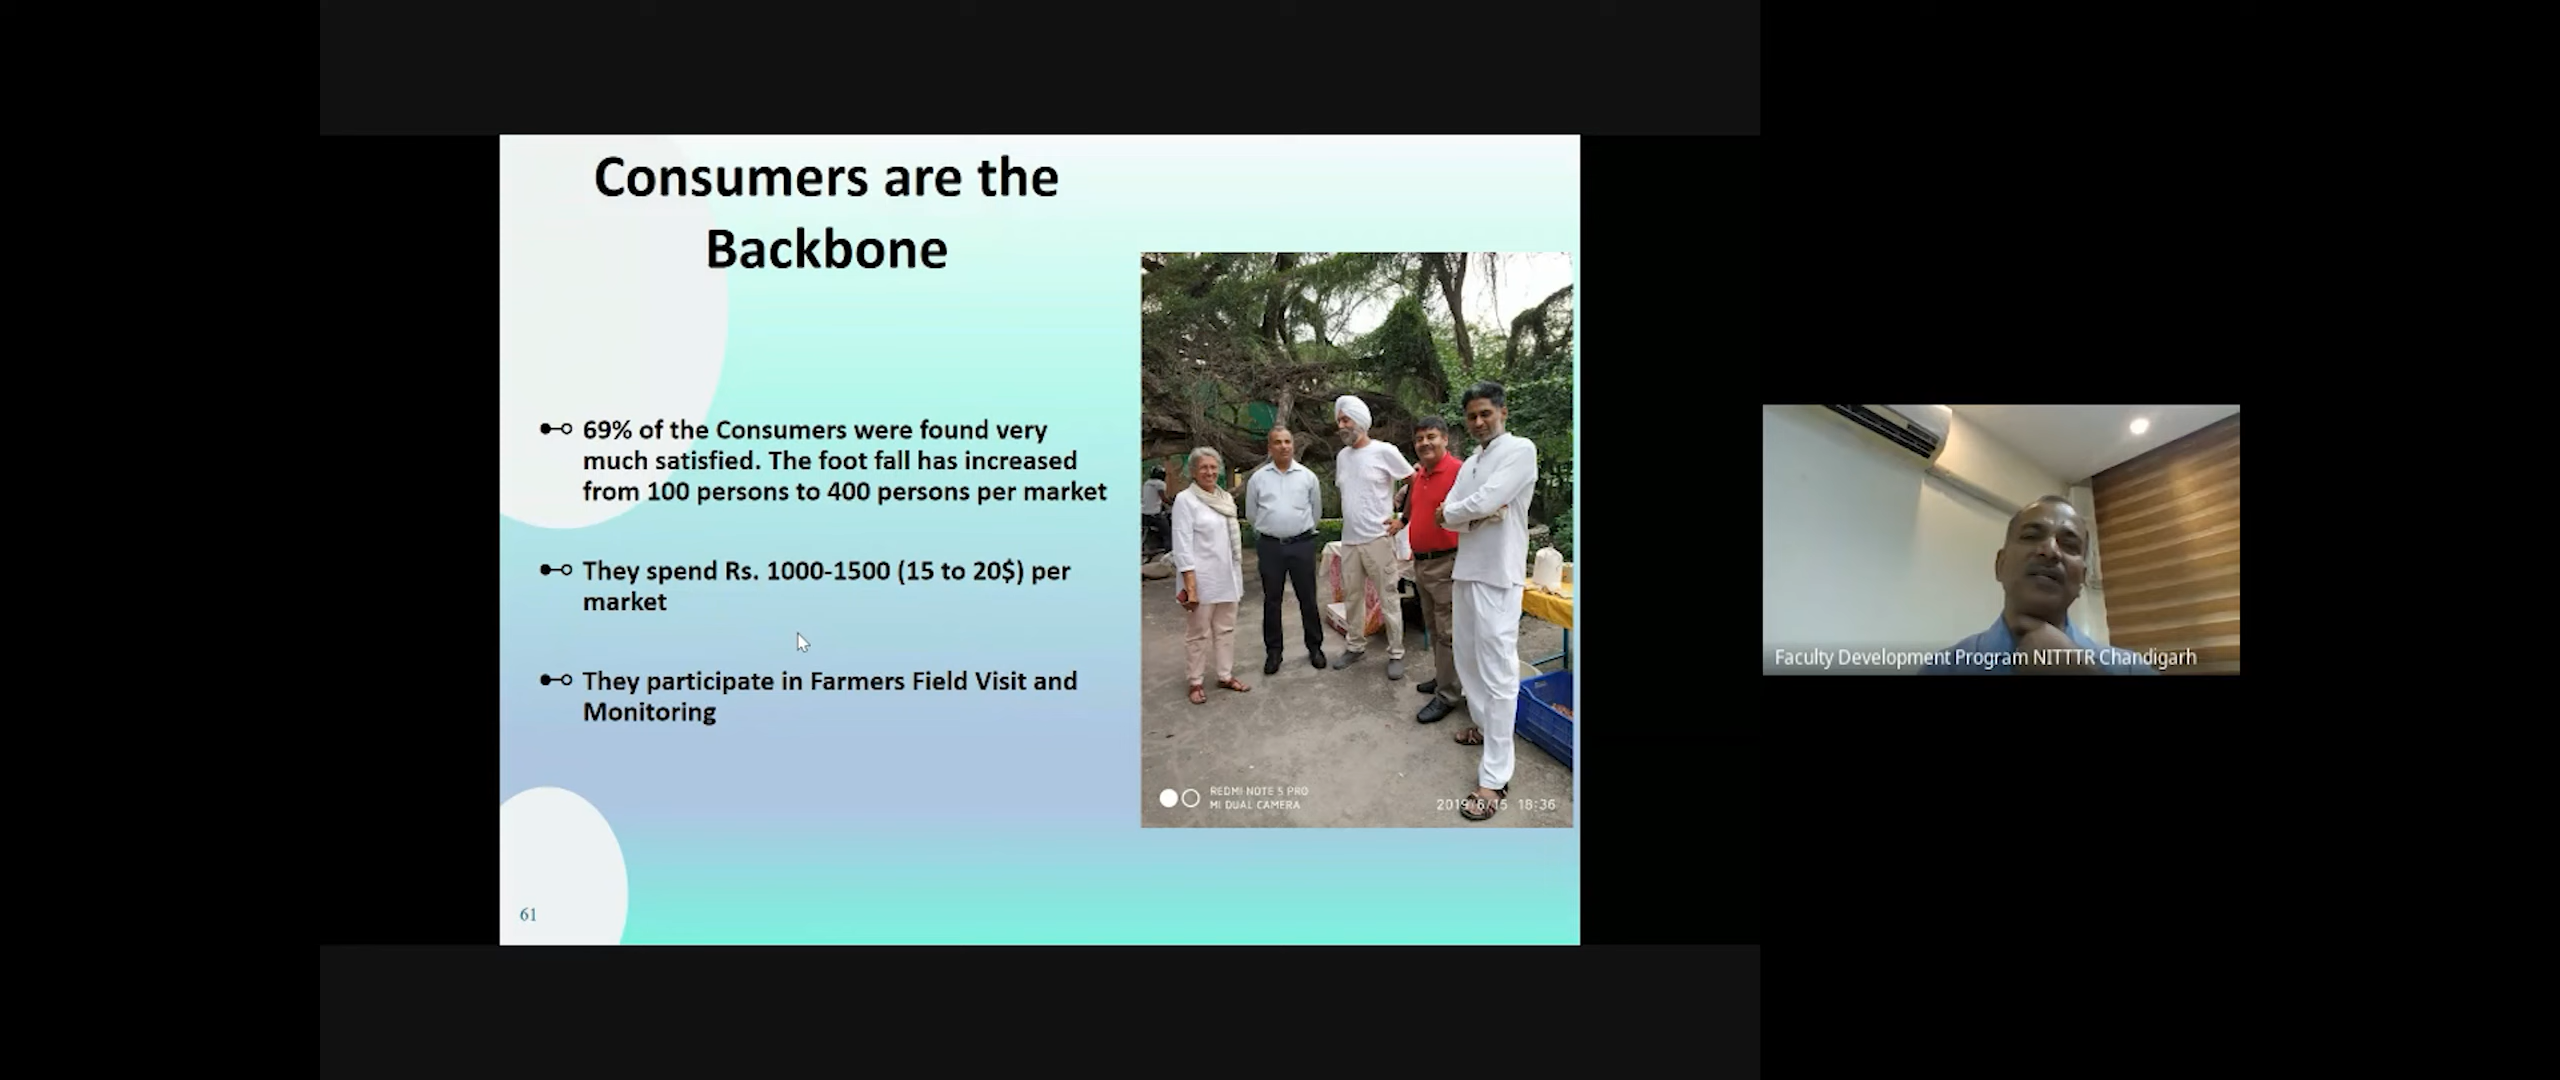 Consumers are the
Backbone
69% of the Consumers were found very
much satisfied. The foot fall has increased
from 100 persons to 400 persons per market
They spend Rs. 1000-1500 (15 to 20$) per
market
They participate in Farmers Field Visit and
Monitoring
61
REDMI NOTE 5 PRO
MI DUAL CAMERA
2019/6/15 18:36
Faculty Development Program NITTTR Chandigarh